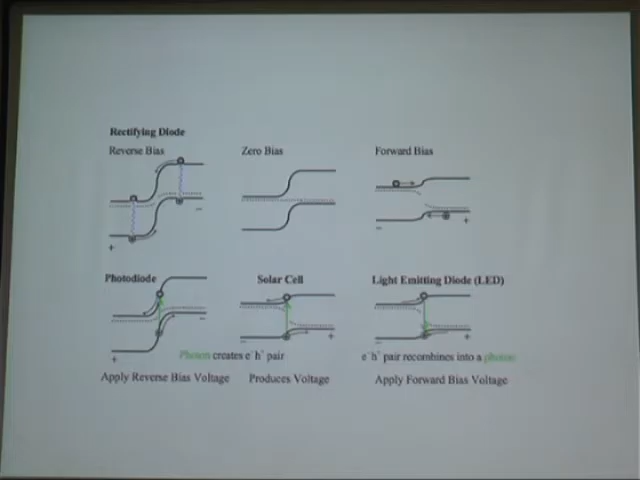 Rectifying Diode
Reverse Bias
Zero Bias
Forward Bias
−
+
−
+
Photodiode
Solar Cell
Light Emitting Diode (LED)
−
+
−
+
−
+
Photon creates e⁻h⁺ pair
e⁻h⁺ pair recombines into a photon
Apply Reverse Bias Voltage
Produces Voltage
Apply Forward Bias Voltage